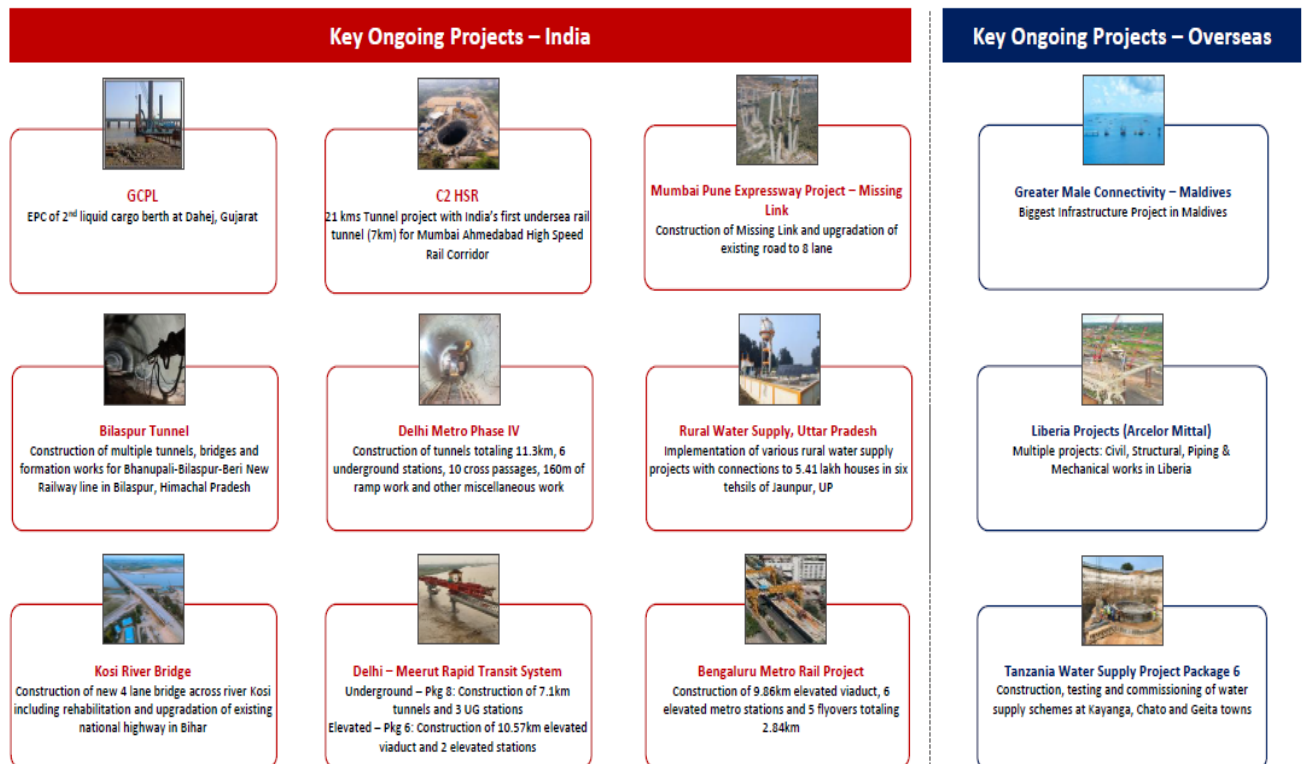 Key Ongoing Projects – India
Key Ongoing Projects – Overseas
GCPL
EPC of 2nd liquid cargo berth at Dahej, Gujarat
C2 HSR
21 kms Tunnel project with India's first undersea rail
tunnel (7km) for Mumbai Ahmedabad High Speed
Rail Corridor
Mumbai Pune Expressway Project – Missing
Link
Construction of Missing Link and upgradation of
existing road to 8 lane
Greater Male Connectivity – Maldives
Biggest Infrastructure Project in Maldives
Bilaspur Tunnel
Construction of multiple tunnels, bridges and
formation works for Bhanupali-Bilaspur-Beri New
Railway line in Bilaspur, Himachal Pradesh
Delhi Metro Phase IV
Construction of tunnels totaling 11.3km, 6
underground stations, 10 cross passages, 160m of
ramp work and other miscellaneous work
Rural Water Supply, Uttar Pradesh
Implementation of various rural water supply
projects with connections to 5.41 lakh houses in six
tehsils of Jaunpur, UP
Liberia Projects (Arcelor Mittal)
Multiple projects: Civil, Structural, Piping &
Mechanical works in Liberia
Kosi River Bridge
Construction of new 4 lane bridge across river Kosi
including rehabilitation and upgradation of existing
national highway in Bihar
Delhi – Meerut Rapid Transit System
Underground – Pkg 8: Construction of 7.1km
tunnels and 3 UG stations
Elevated – Pkg 6: Construction of 10.57km elevated
viaduct and 2 elevated stations
Bengaluru Metro Rail Project
Construction of 9.86km elevated viaduct, 6
elevated metro stations and 5 flyovers totaling
2.84km
Tanzania Water Supply Project Package 6
Construction, testing and commissioning of water
supply schemes at Kayanga, Chato and Geita towns